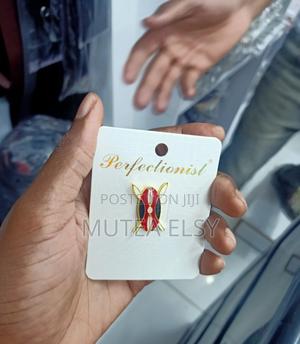 Perfectionist®
POSTED ON JIJI
MUTEA ELSY